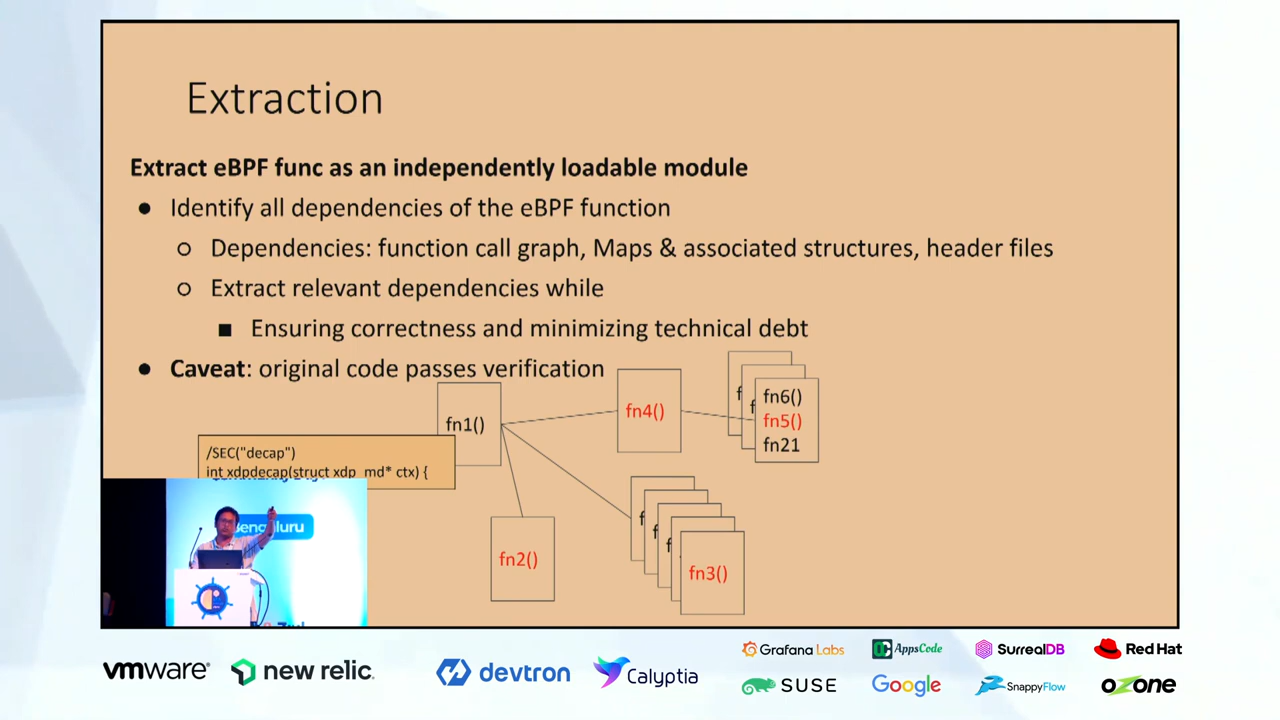 Extraction
Extract eBPF func as an independently loadable module
● Identify all dependencies of the eBPF function
○ Dependencies: function call graph, Maps & associated structures, header files
○ Extract relevant dependencies while
■ Ensuring correctness and minimizing technical debt
● Caveat: original code passes verification
fn1()
fn4()
f
f
fn6()
fn5()
fn21
/SEC("decap")
int xdpdecap(struct xdp_md* ctx) {
fn2()
f
f
f
fn3()
vmware
new relic
devtron
Calyptia
Grafana Labs
AppsCode
SurrealDB
Red Hat
SUSE
Google
SnappyFlow
OZONE